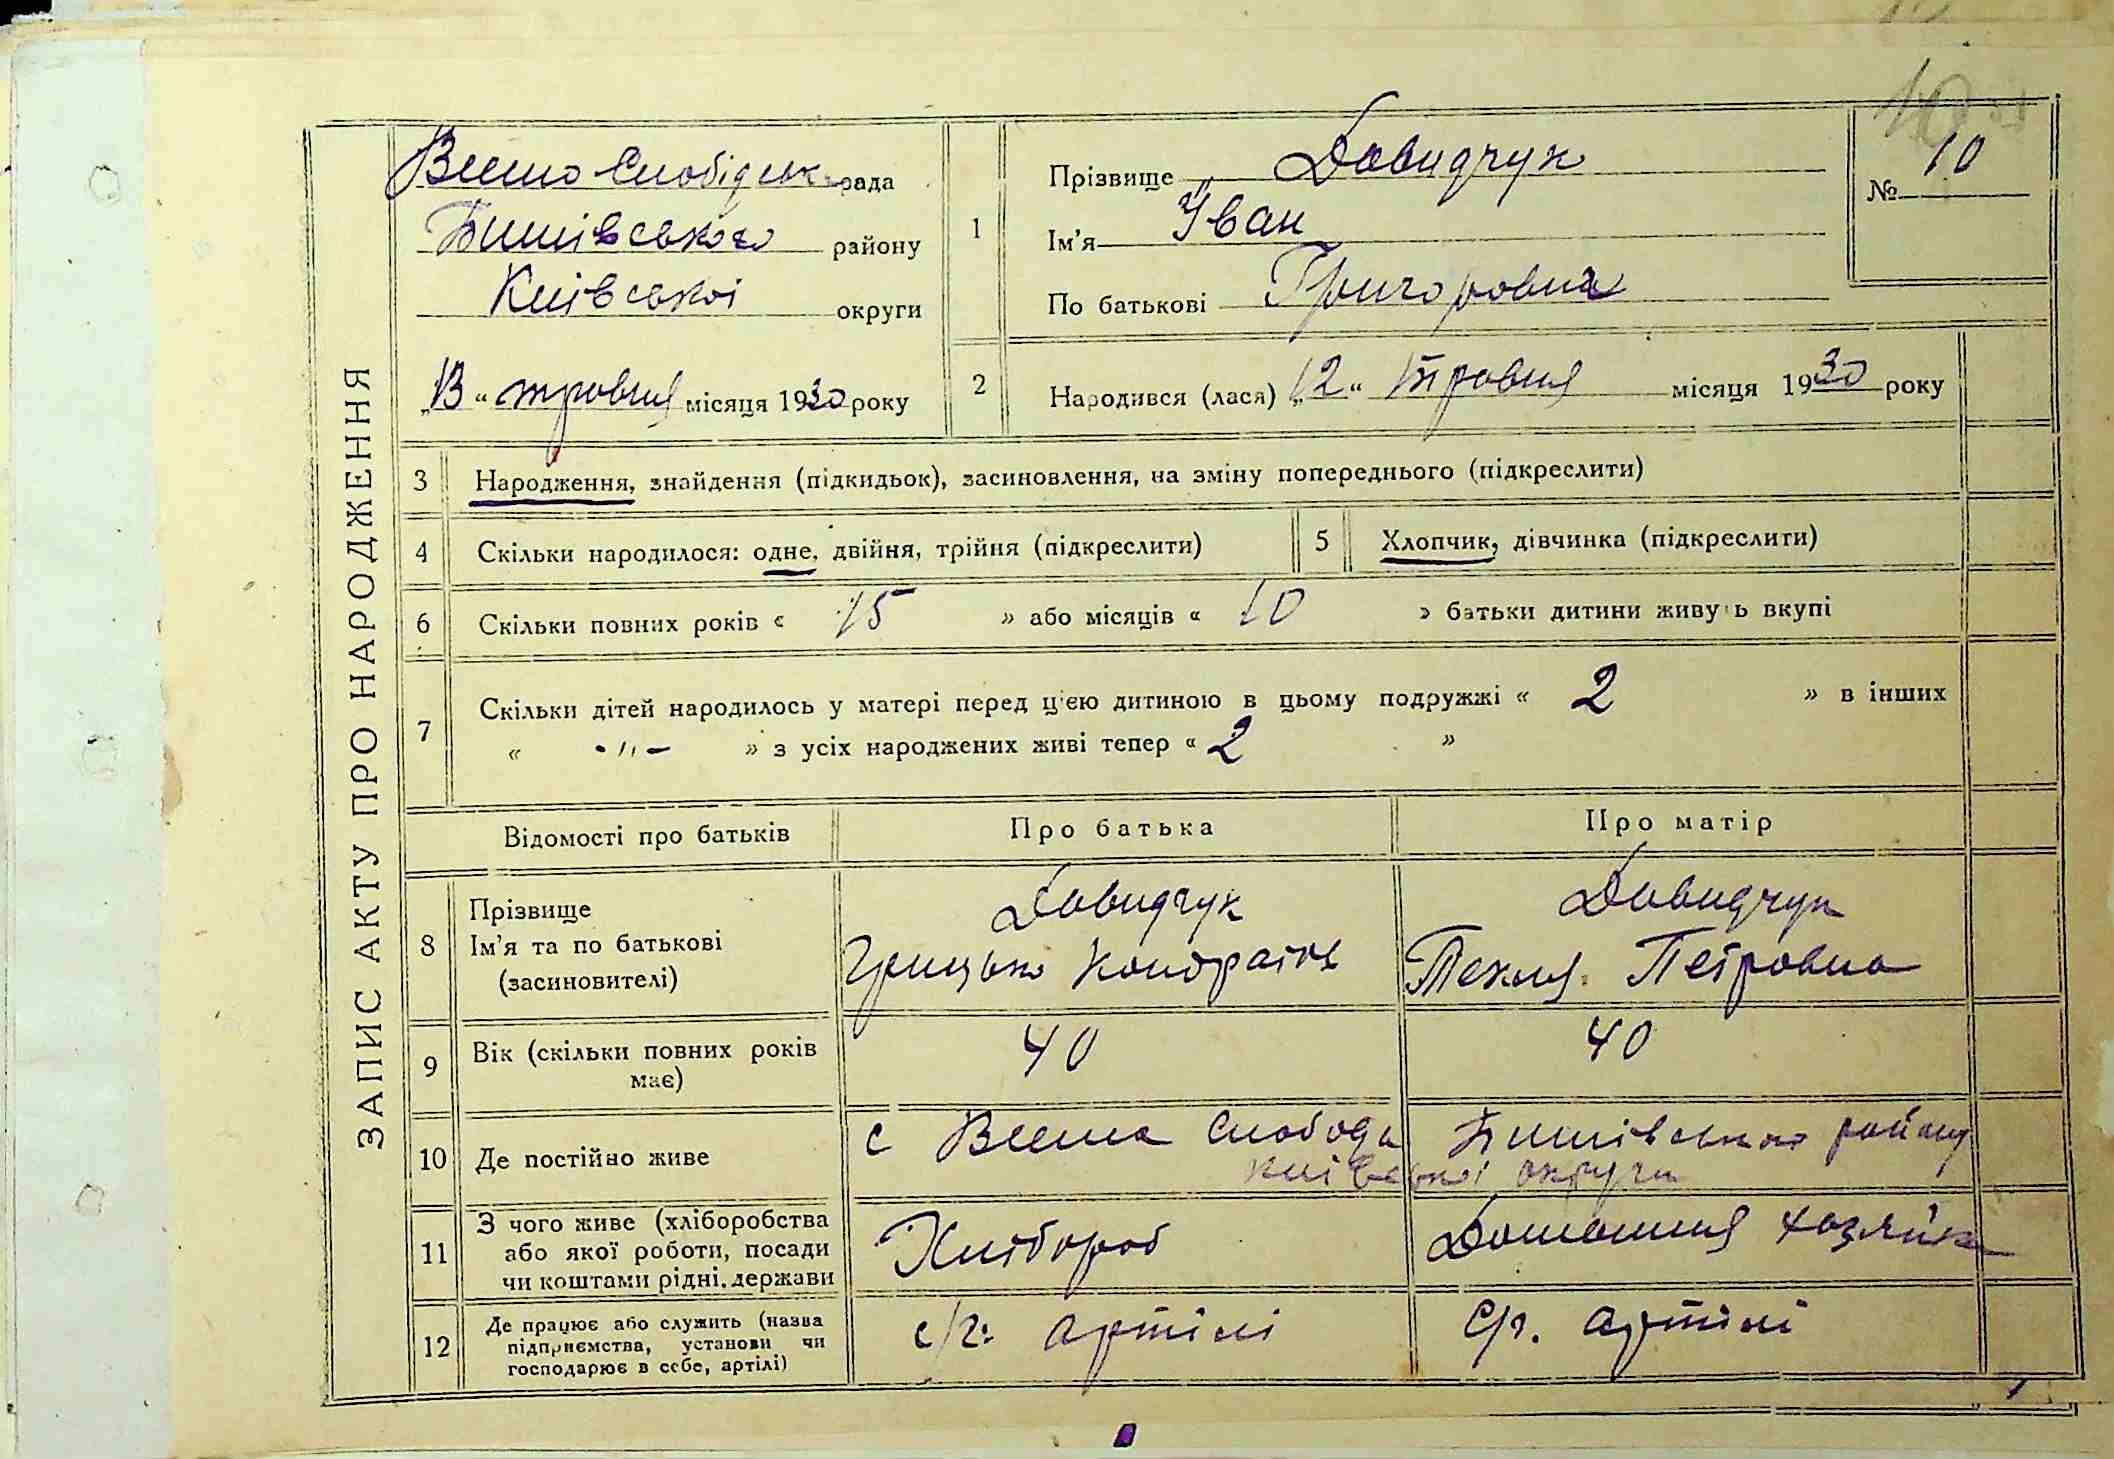 ЗАПИС АКТУ ПРО НАРОДЖЕННЯ
Весело Слобідська рада
Бишівського району
Київської округи
„13“ травня місяця 1930 року
1
Прізвище Давидчук
Ім’я Іван
По батькові Григорович
№ 10
2
Народився (лася) „12“ травня місяця 1930 року
3 Народження, знайдення (підкидьок), засиновлення, на зміну попереднього (підкреслити)
4 Скільки народилося: одне, двійня, трійня (підкреслити)
5 Хлопчик, дівчинка (підкреслити)
6 Скільки повних років « 15 » або місяців « 10 » батьки дитини живуть вкупі
7 Скільки дітей народилось у матері перед цією дитиною в цьому подружжі « 2 » в інших
« -"- » з усіх народжених живі тепер « 2 »
Відомості про батьків Про батька Про матір
8 Прізвище
Ім’я та по батькові
(засиновителі)
Давидчук
Грицько Кондратів
Давидчук
Текля Петровна
9 Вік (скільки повних років
має)
40 40
10 Де постійно живе
с Весела Слобода Бишівського району
Київської округи
11 З чого живе (хліборобства
або якої роботи, посади
чи коштами рідні, держави
Хлібороб Домашня хозяйка
12 Де працює або служить (назва
підприємства, установи чи
господарює в себе, артілі)
с/г. артілі с/г. артілі